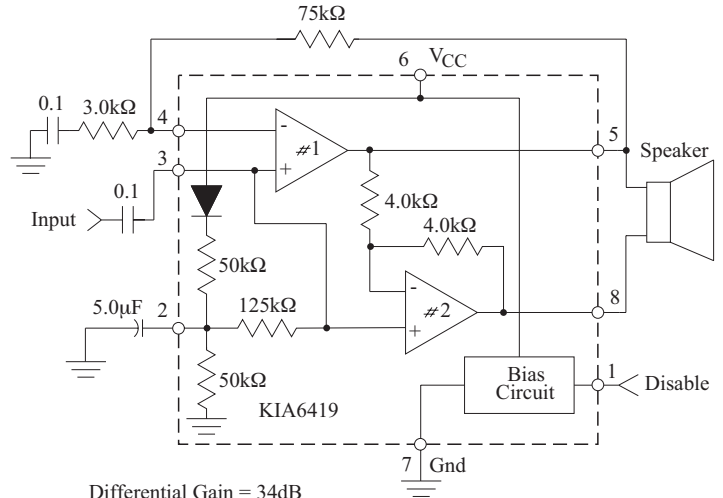 75kΩ
6 VCC
0.1
3.0kΩ
4
-
#1
+
5
Speaker
3
0.1
Input
4.0kΩ
4.0kΩ
50kΩ
-
#2
+
8
5.0µF
2
125kΩ
50kΩ
KIA6419
Bias
Circuit
1
Disable
7
Gnd
Differential Gain = 34dB